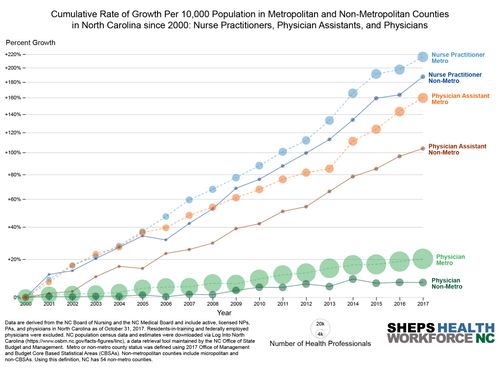 Cumulative Rate of Growth Per 10,000 Population in Metropolitan and Non-Metropolitan Counties
in North Carolina since 2000: Nurse Practitioners, Physician Assistants, and Physicians
Percent Growth
+220%
+200%
+180%
+160%
+140%
+120%
+100%
+80%
+60%
+40%
+20%
0%
Nurse Practitioner
Metro
Nurse Practitioner
Non-Metro
Physician Assistant
Metro
Physician Assistant
Non-Metro
Physician
Metro
Physician
Non-Metro
2000 2001 2002 2003 2004 2005 2006 2007 2008 2009 2010 2011 2012 2013 2014 2015 2016 2017
Year
Data are derived from the NC Board of Nursing and the NC Medical Board and include active, licensed NPs,
PAs, and physicians in North Carolina as of October 31, 2017. Residents-in-training and federally employed
physicians were excluded. NC population census data and estimates were downloaded via Log Into North
Carolina (https://www.osbm.nc.gov/facts-figures/linc), a data retrieval tool maintained by the NC Office of State
Budget and Management. Metro or non-metro county status was defined using 2017 Office of Management
and Budget Core Based Statistical Areas (CBSAs). Non-metropolitan counties include micropolitan and
non-CBSAs. Using this definition, NC has 54 non-metro counties.
20k
4k
Number of Health Professionals
SHEPS HEALTH
WORKFORCE NC